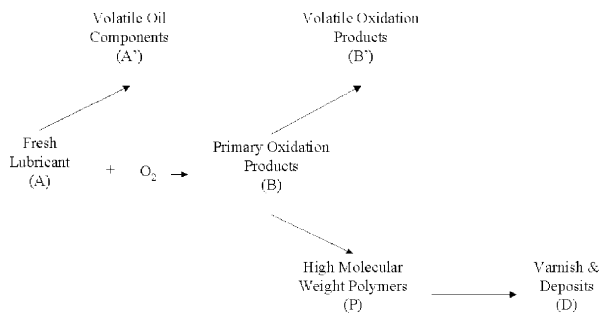 Volatile Oil
Components
(A')
Volatile Oxidation
Products
(B')
Fresh
Lubricant
(A)
+ O2
Primary Oxidation
Products
(B)
High Molecular
Weight Polymers
(P)
Varnish &
Deposits
(D)